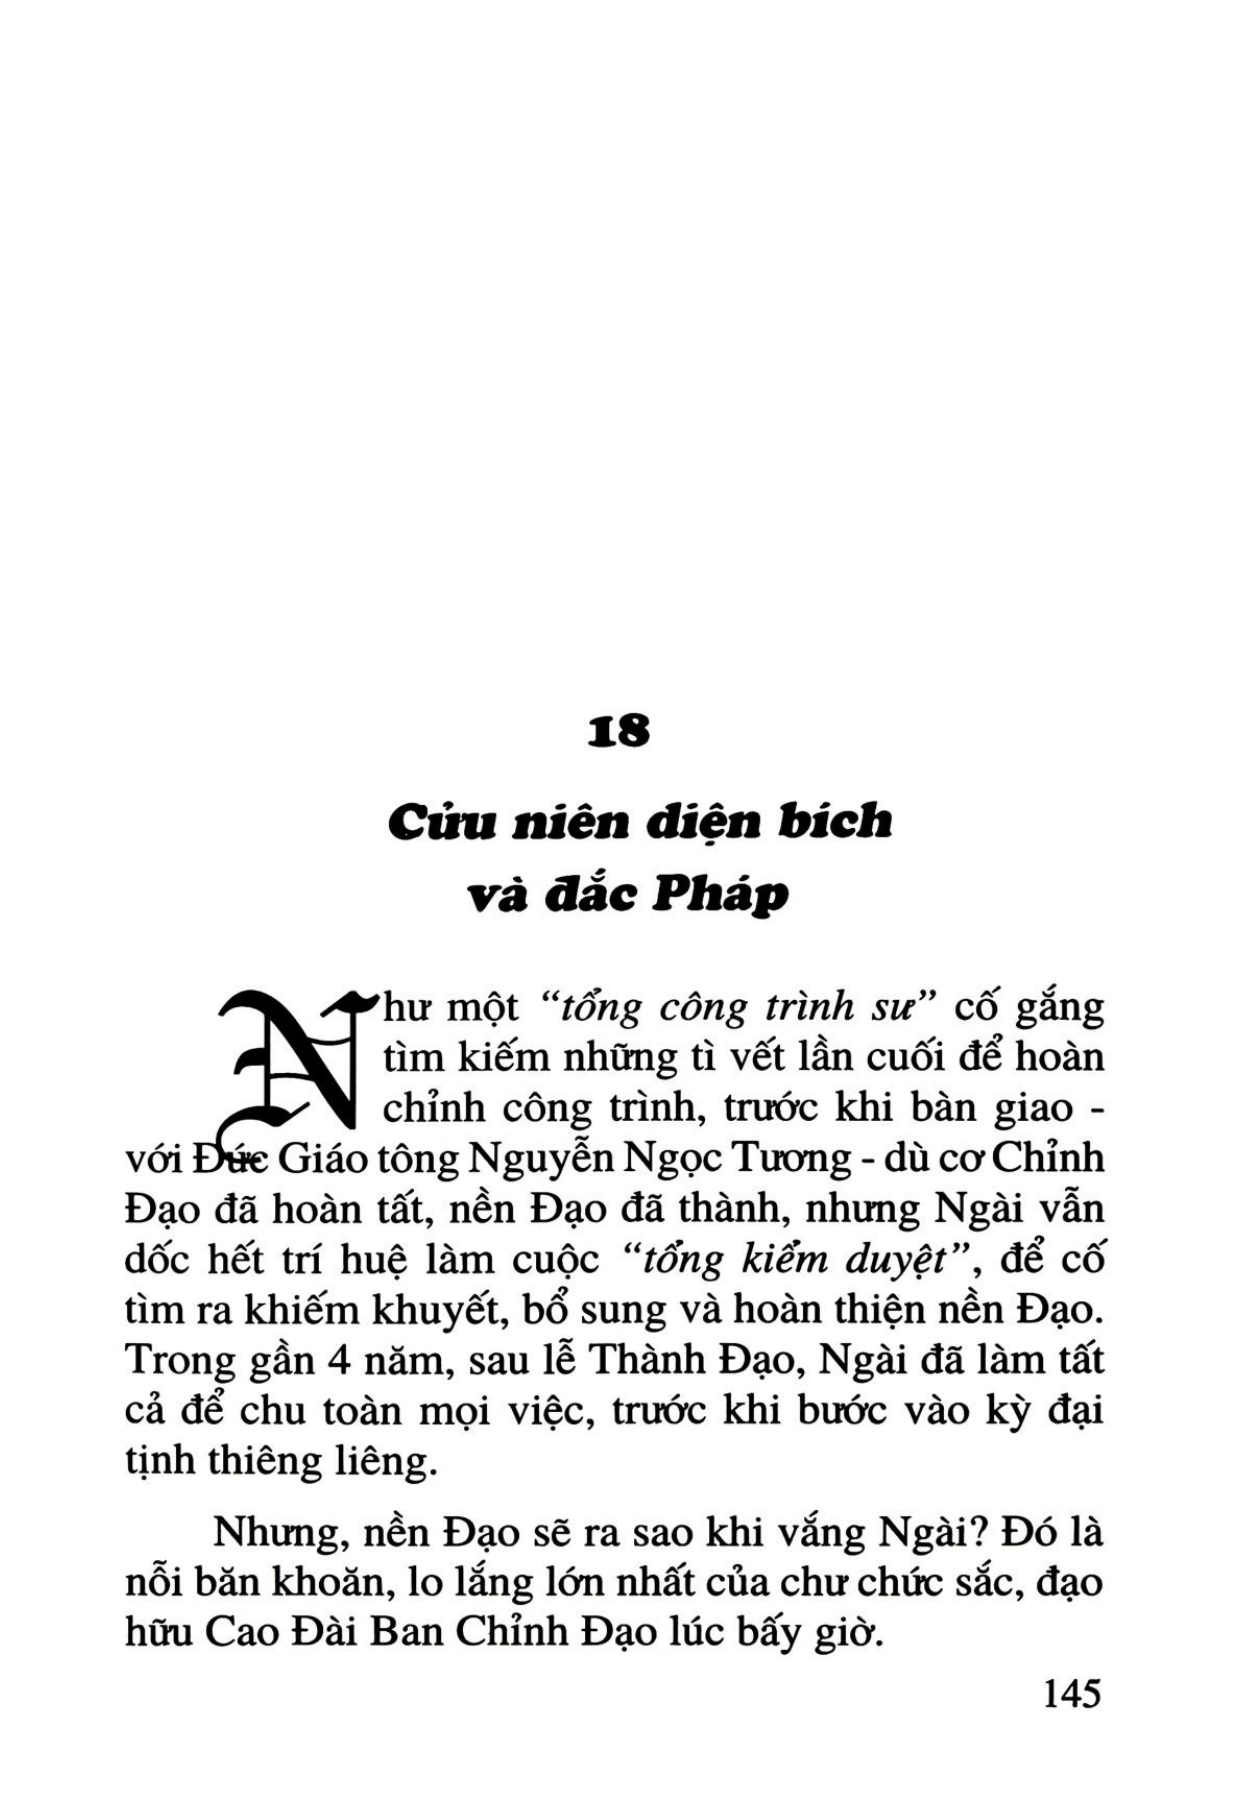 18
Cửu niên diện bích
và đắc Pháp
Như một “tổng công trình sư” cố gắng
tìm kiếm những tì vết lần cuối để hoàn
chỉnh công trình, trước khi bàn giao -
với Đức Giáo tông Nguyễn Ngọc Tương - dù cơ Chỉnh
Đạo đã hoàn tất, nền Đạo đã thành, nhưng Ngài vẫn
dốc hết trí huệ làm cuộc “tổng kiểm duyệt”, để cố
tìm ra khiếm khuyết, bổ sung và hoàn thiện nền Đạo.
Trong gần 4 năm, sau lễ Thành Đạo, Ngài đã làm tất
cả để chu toàn mọi việc, trước khi bước vào kỳ đại
tịnh thiêng liêng.
Nhưng, nền Đạo sẽ ra sao khi vắng Ngài? Đó là
nỗi băn khoăn, lo lắng lớn nhất của chư chức sắc, đạo
hữu Cao Đài Ban Chỉnh Đạo lúc bấy giờ.
145